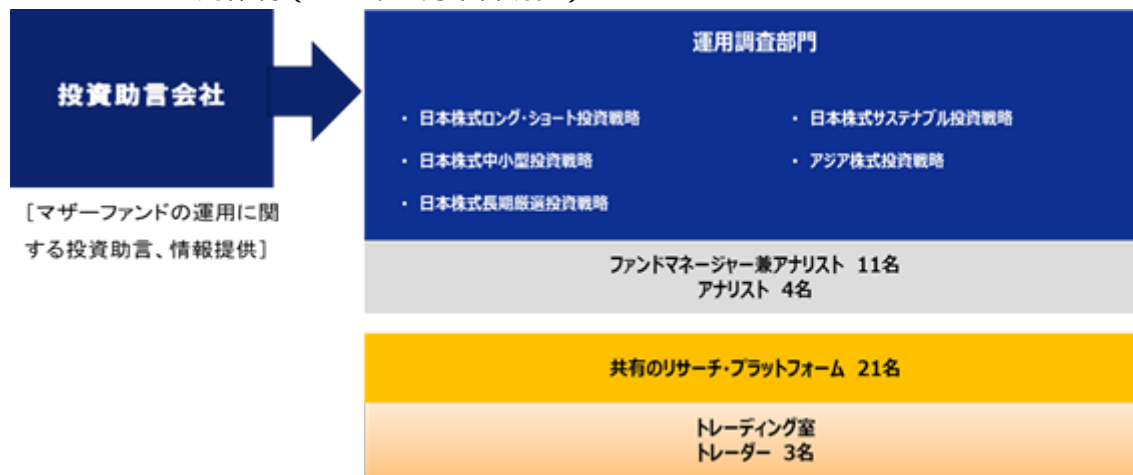 投資助言会社
[マザーファンドの運用に関
する投資助言、情報提供]
運用調査部門
・ 日本株式ロング・ショート投資戦略
・ 日本株式サステナブル投資戦略
・ 日本株式中小型投資戦略
・ アジア株式投資戦略
・ 日本株式長期厳選投資戦略
ファンドマネージャー兼アナリスト 11名
アナリスト 4名
共有のリサーチ・プラットフォーム 21名
トレーディング室
トレーダー 3名